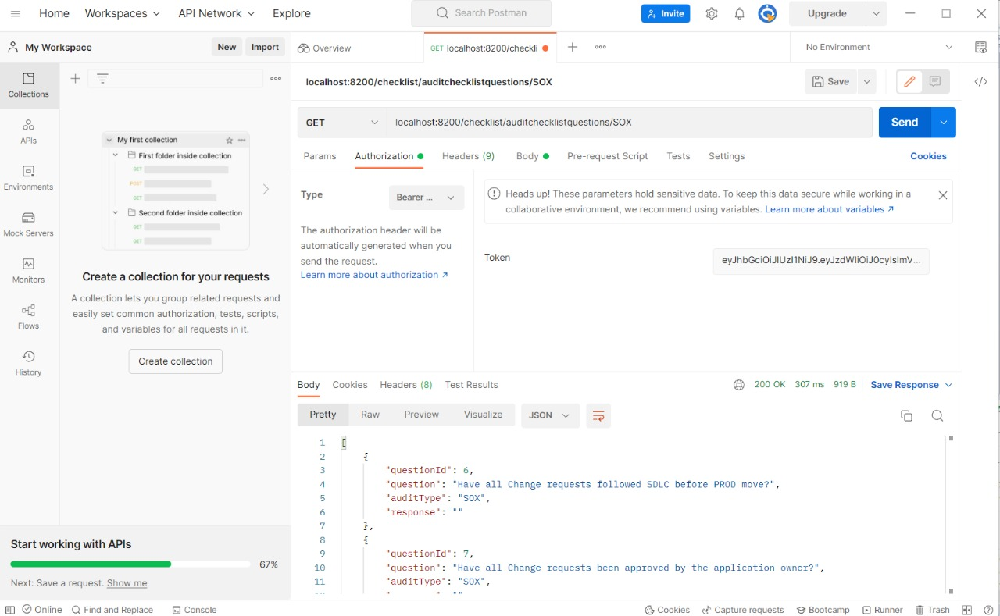 Home Workspaces API Network Explore Search Postman Invite Upgrade
My Workspace New Import Overview GET localhost:8200/checkli No Environment
Collections
APIs
Environments
Mock Servers
Monitors
Flows
History
My first collection
First folder inside collection
GET
POST
GET
Second folder inside collection
GET
GET
Create a collection for your requests
A collection lets you group related requests and
easily set common authorization, tests, scripts,
and variables for all requests in it.
Create collection
Start working with APIs
67%
Next: Save a request. Show me
localhost:8200/checklist/auditchecklistquestions/SOX Save
GET localhost:8200/checklist/auditchecklistquestions/SOX Send
Params Authorization Headers (9) Body Pre-request Script Tests Settings Cookies
Type Bearer ...
The authorization header will be
automatically generated when you
send the request.
Learn more about authorization ↗
Heads up! These parameters hold sensitive data. To keep this data secure while working in a
collaborative environment, we recommend using variables. Learn more about variables ↗
Token
Body Cookies Headers (8) Test Results 200 OK 307 ms 919 B Save Response
Pretty Raw Preview Visualize JSON
1 [
2 {
3 "questionId": 6,
4 "question": "Have all Change requests followed SDLC before PROD move?",
5 "auditType": "SOX",
6 "response": ""
7 },
8 {
9 "questionId": 7,
10 "question": "Have all Change requests been approved by the application owner?",
11 "auditType": "SOX",
Online Find and Replace Console Cookies Capture requests Bootcamp Runner Trash